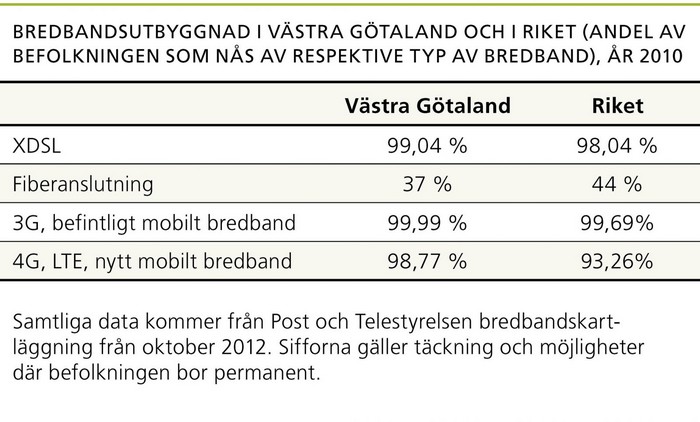 BREDBANDSUTBYGGNAD I VÄSTRA GÖTALAND OCH I RIKET (ANDEL AV
BEFOLKNINGEN SOM NÅS AV RESPEKTIVE TYP AV BREDBAND), ÅR 2010
Västra Götaland Riket
XDSL 99,04 % 98,04 %
Fiberanslutning 37 % 44 %
3G, befintligt mobilt bredband 99,99 % 99,69%
4G, LTE, nytt mobilt bredband 98,77 % 93,26%
Samtliga data kommer från Post och Telestyrelsen bredbandskart-
läggning från oktober 2012. Sifforna gäller täckning och möjligheter
där befolkningen bor permanent.